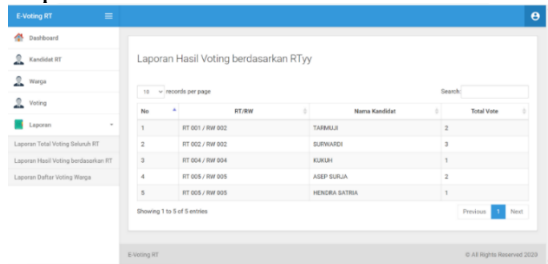 E-Voting RT
Dashboard
Kandidat RT
Warga
Voting
Laporan
Laporan Total Voting Seluruh RT
Laporan Hasil Voting berdasarkan RT
Laporan Daftar Voting Warga
Laporan Hasil Voting berdasarkan RTyy
10 records per page Search:
No RT/RW Nama Kandidat Total Vote
1 RT 001 / RW 002 TARMUJI 2
2 RT 002 / RW 002 SURWARDI 3
3 RT 004 / RW 004 KUKUH 1
4 RT 005 / RW 005 ASEP SURJA 2
5 RT 005 / RW 005 HENDRA SATRIA 1
Showing 1 to 5 of 5 entries Previous 1 Next
E-Voting RT © All Rights Reserved 2020